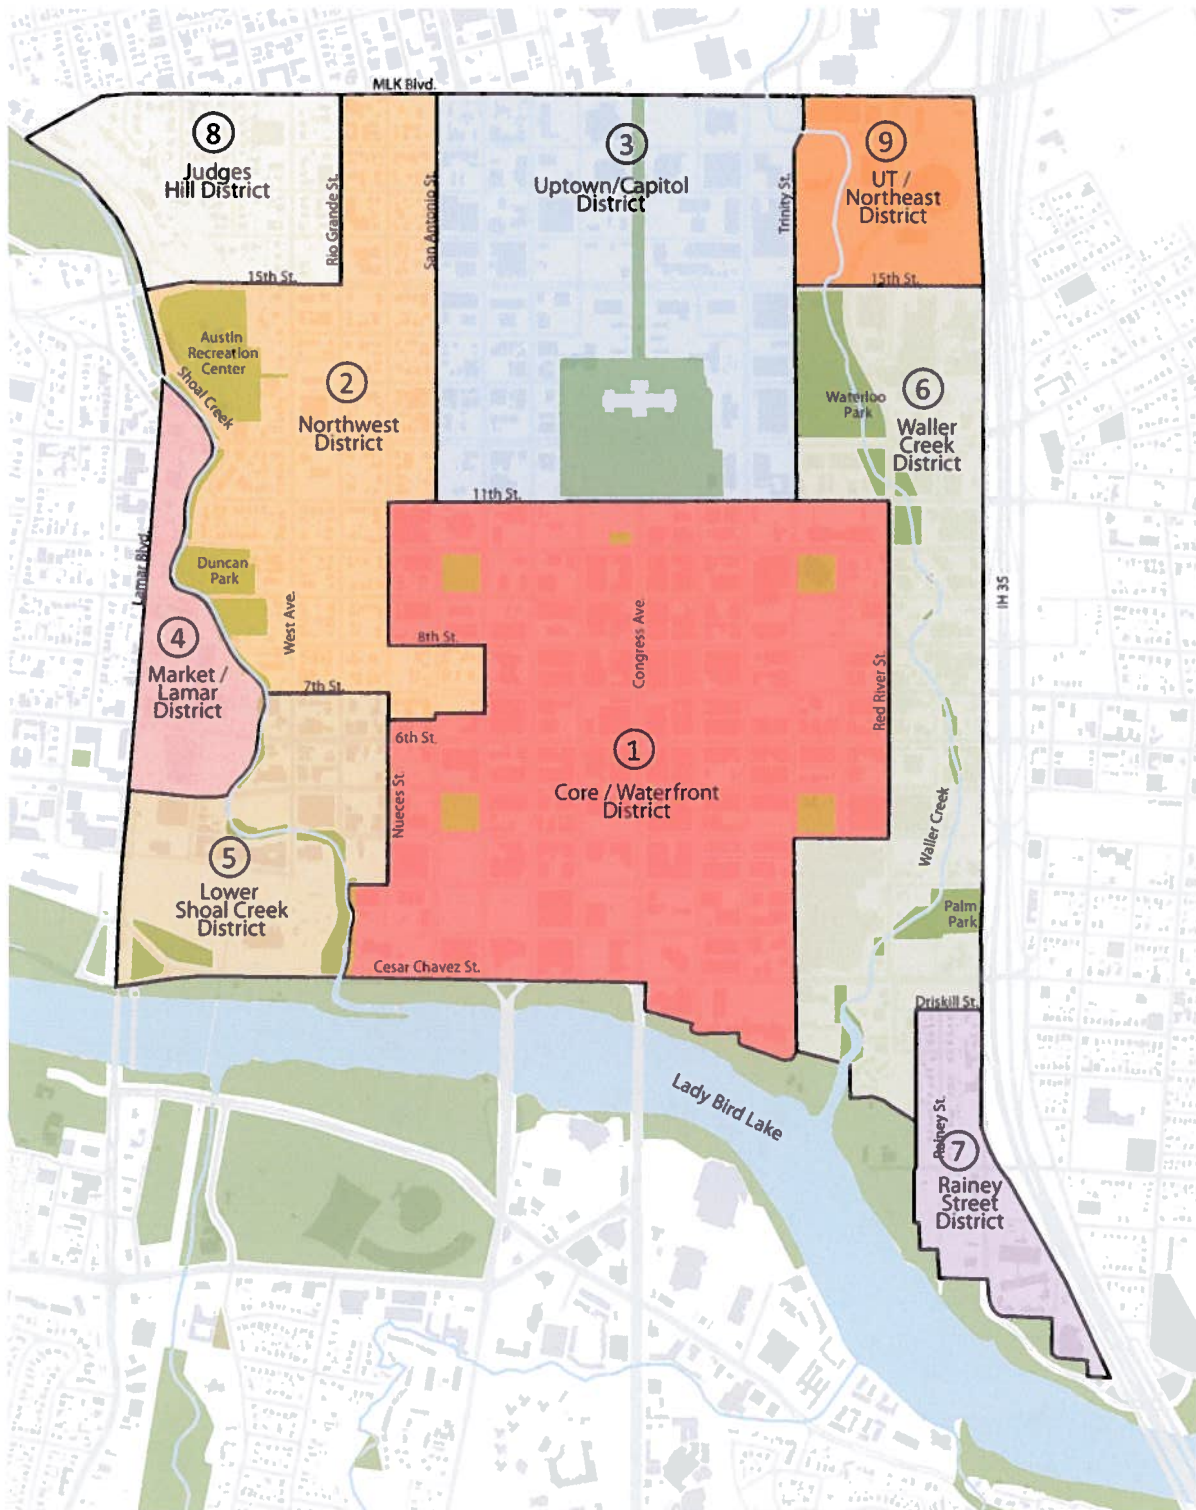 MLK Blvd.
8
Judges
Hill District
Rio Grande St.
San Antonio St.
3
Uptown/Capitol
District
Trinity St.
9
UT /
Northeast
District
15th St.
15th St.
Austin
Recreation
Center
Shoal Creek
2
Northwest
District
Waterloo
Park
6
Waller
Creek
District
11th St.
Lamar Blvd.
Duncan
Park
West Ave.
Congress Ave.
IH 35
4
Market /
Lamar
District
8th St.
7th St.
Red River St.
6th St.
1
Core / Waterfront
District
Nueces St.
Waller Creek
5
Lower
Shoal Creek
District
Palm
Park
Cesar Chavez St.
Driskill St.
Lady Bird Lake
Rainey St.
7
Rainey
Street
District